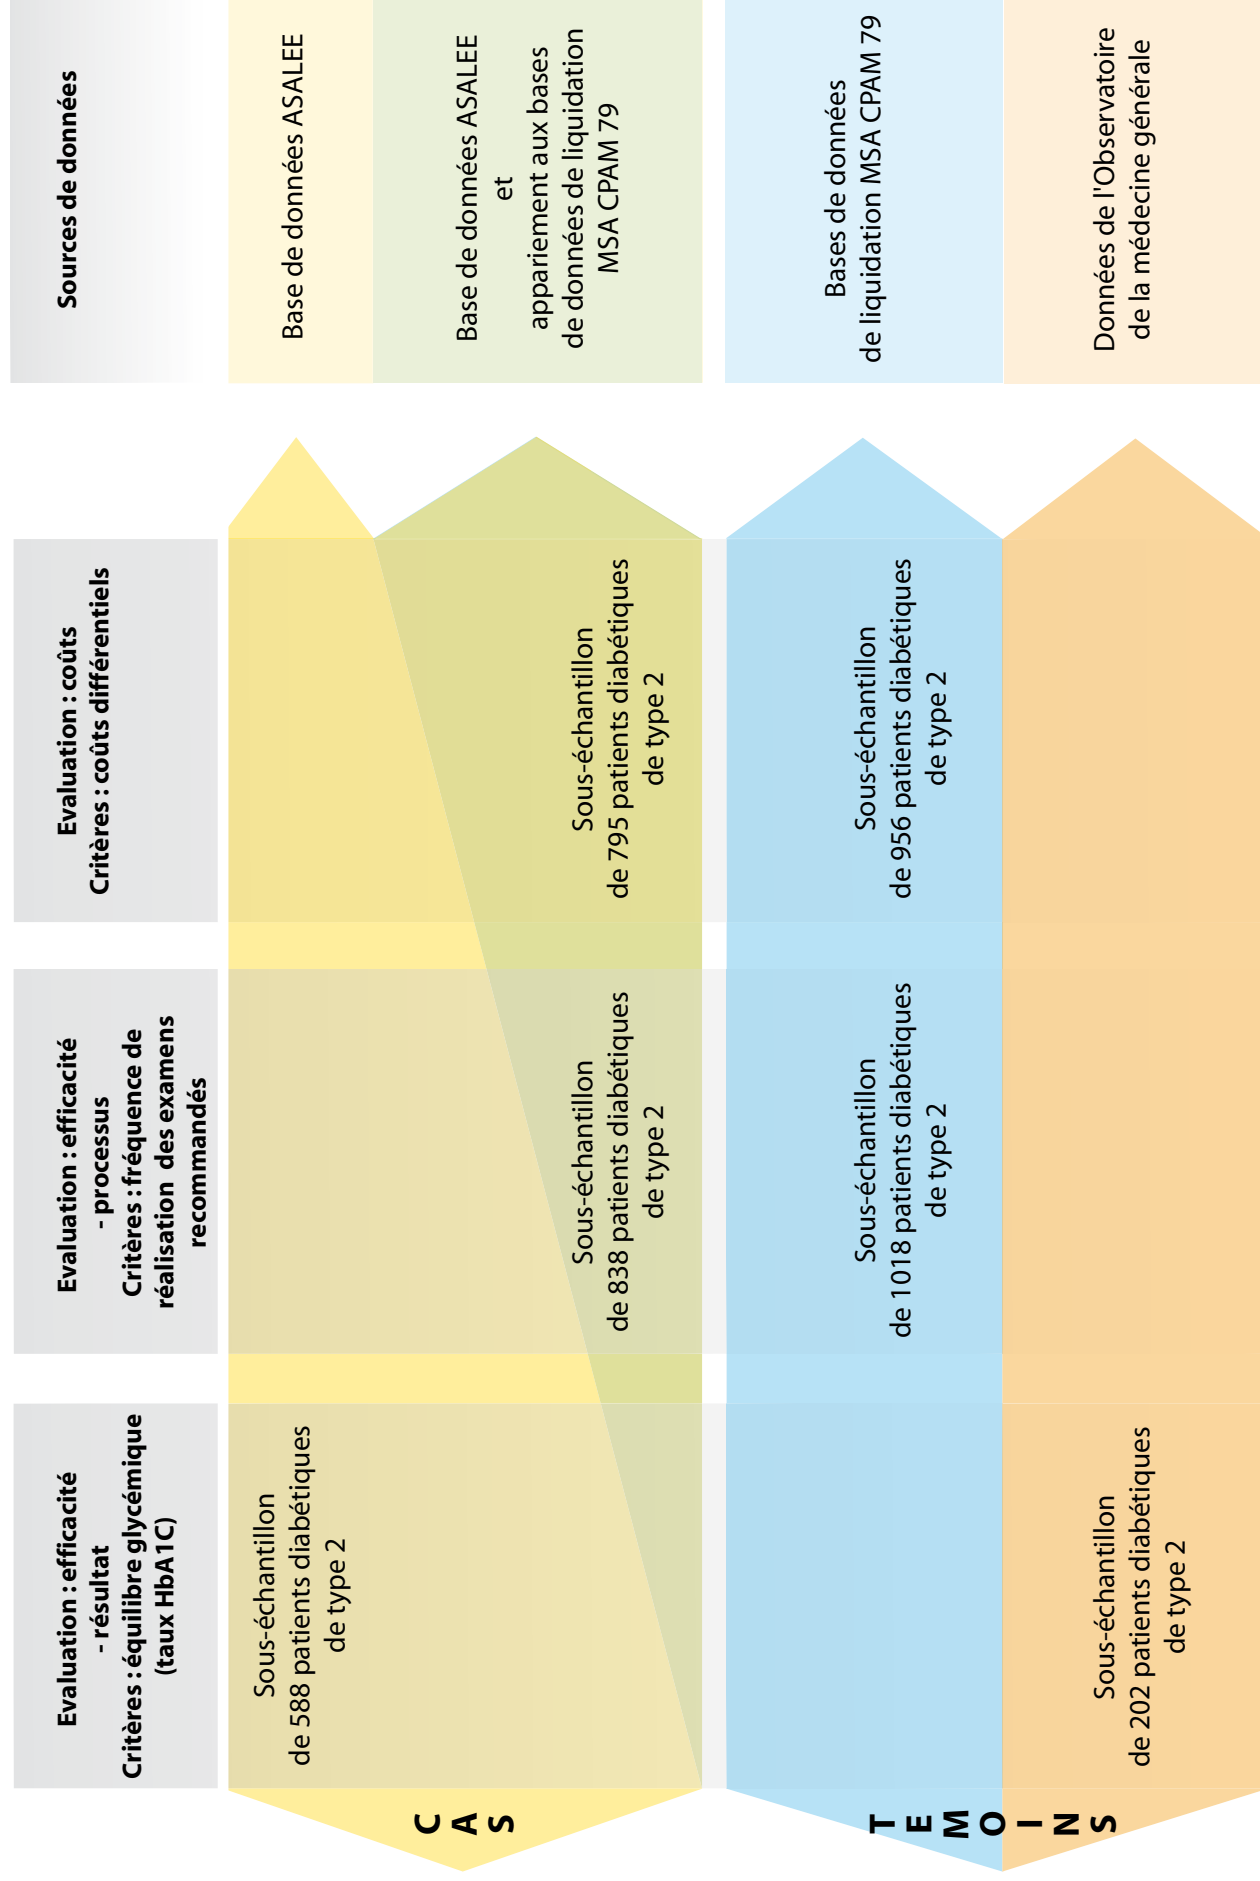 Evaluation : efficacité
- résultat
Critères : équilibre glycémique
(taux HbA1C)
Evaluation : efficacité
- processus
Critères : fréquence de
réalisation des examens
recommandés
Evaluation : coûts
Critères : coûts différentiels
Sources de données
CAS
Sous-échantillon
de 588 patients diabétiques
de type 2
Sous-échantillon
de 838 patients diabétiques
de type 2
Sous-échantillon
de 795 patients diabétiques
de type 2
Base de données ASALEE
Base de données ASALEE
et
appariement aux bases
de données de liquidation
MSA CPAM 79
TEMOINS
Sous-échantillon
de 1018 patients diabétiques
de type 2
Sous-échantillon
de 956 patients diabétiques
de type 2
Bases de données
de liquidation MSA CPAM 79
Sous-échantillon
de 202 patients diabétiques
de type 2
Données de l'Observatoire
de la médecine générale